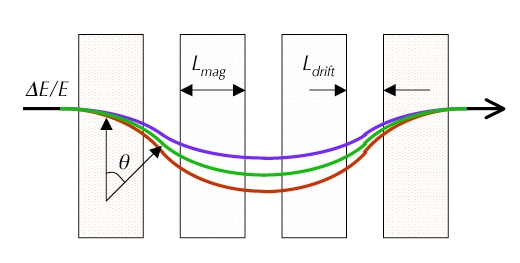 L_mag
L_drift
ΔE/E
θ